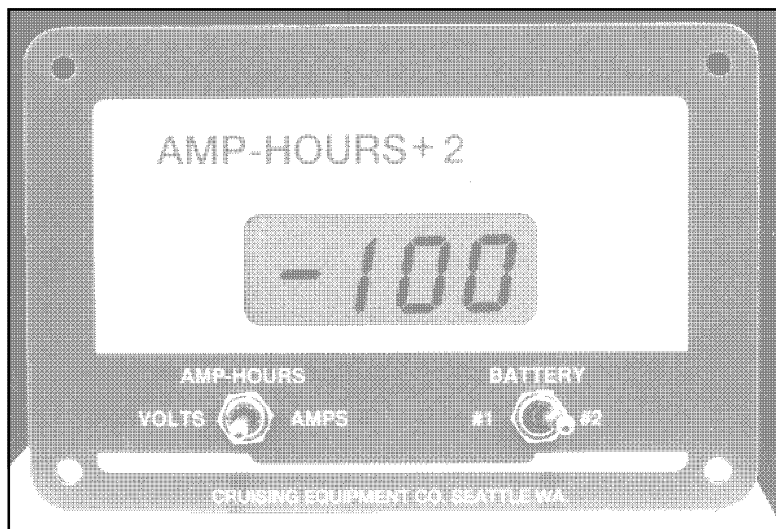 AMP-HOURS+2
-100
AMP-HOURS
BATTERY
VOLTS AMPS
#1 #2
CRUISING EQUIPMENT CO. SEATTLE WA